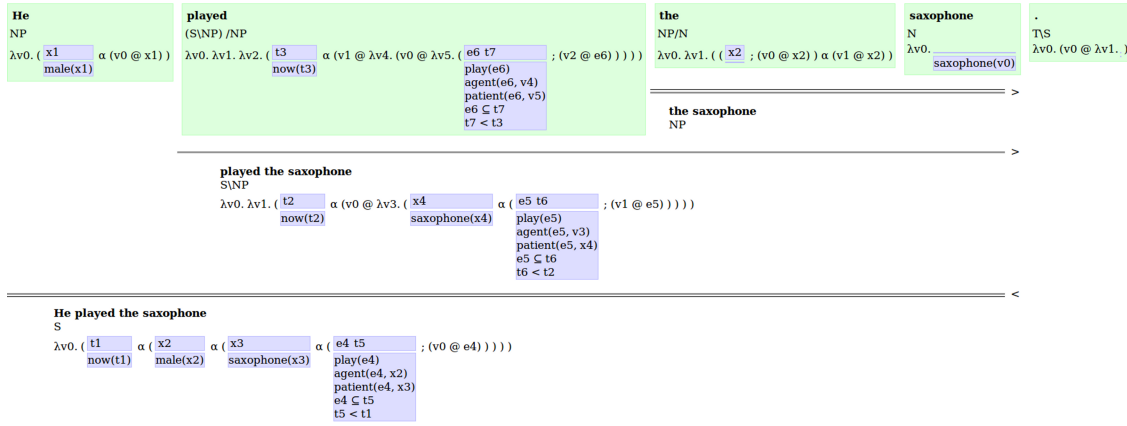 He
NP
λv0. ( x1 α (v0 @ x1) )
male(x1)
played
(S\NP) /NP
λv0. λv1. λv2. ( t3 α (v1 @ λv4. (v0 @ λv5. ( e6 t7 ; (v2 @ e6) ) ) ) )
now(t3)
play(e6)
agent(e6, v4)
patient(e6, v5)
e6 ⊆ t7
t7 < t3
the
NP/N
λv0. λv1. ( ( x2 ; (v0 @ x2) ) α (v1 @ x2) )
saxophone
N
λv0.
saxophone(v0)
.
T\S
λv0. (v0 @ λv1. )
>
the saxophone
NP
>
played the saxophone
S\NP
λv0. λv1. ( t2 α (v0 @ λv3. ( x4 α ( e5 t6 ; (v1 @ e5) ) ) ) )
now(t2)
saxophone(x4)
play(e5)
agent(e5, v3)
patient(e5, x4)
e5 ⊆ t6
t6 < t2
<
He played the saxophone
S
λv0. ( t1 α ( x2 α ( x3 α ( e4 t5 ; (v0 @ e4) ) ) ) )
now(t1)
male(x2)
saxophone(x3)
play(e4)
agent(e4, x2)
patient(e4, x3)
e4 ⊆ t5
t5 < t1